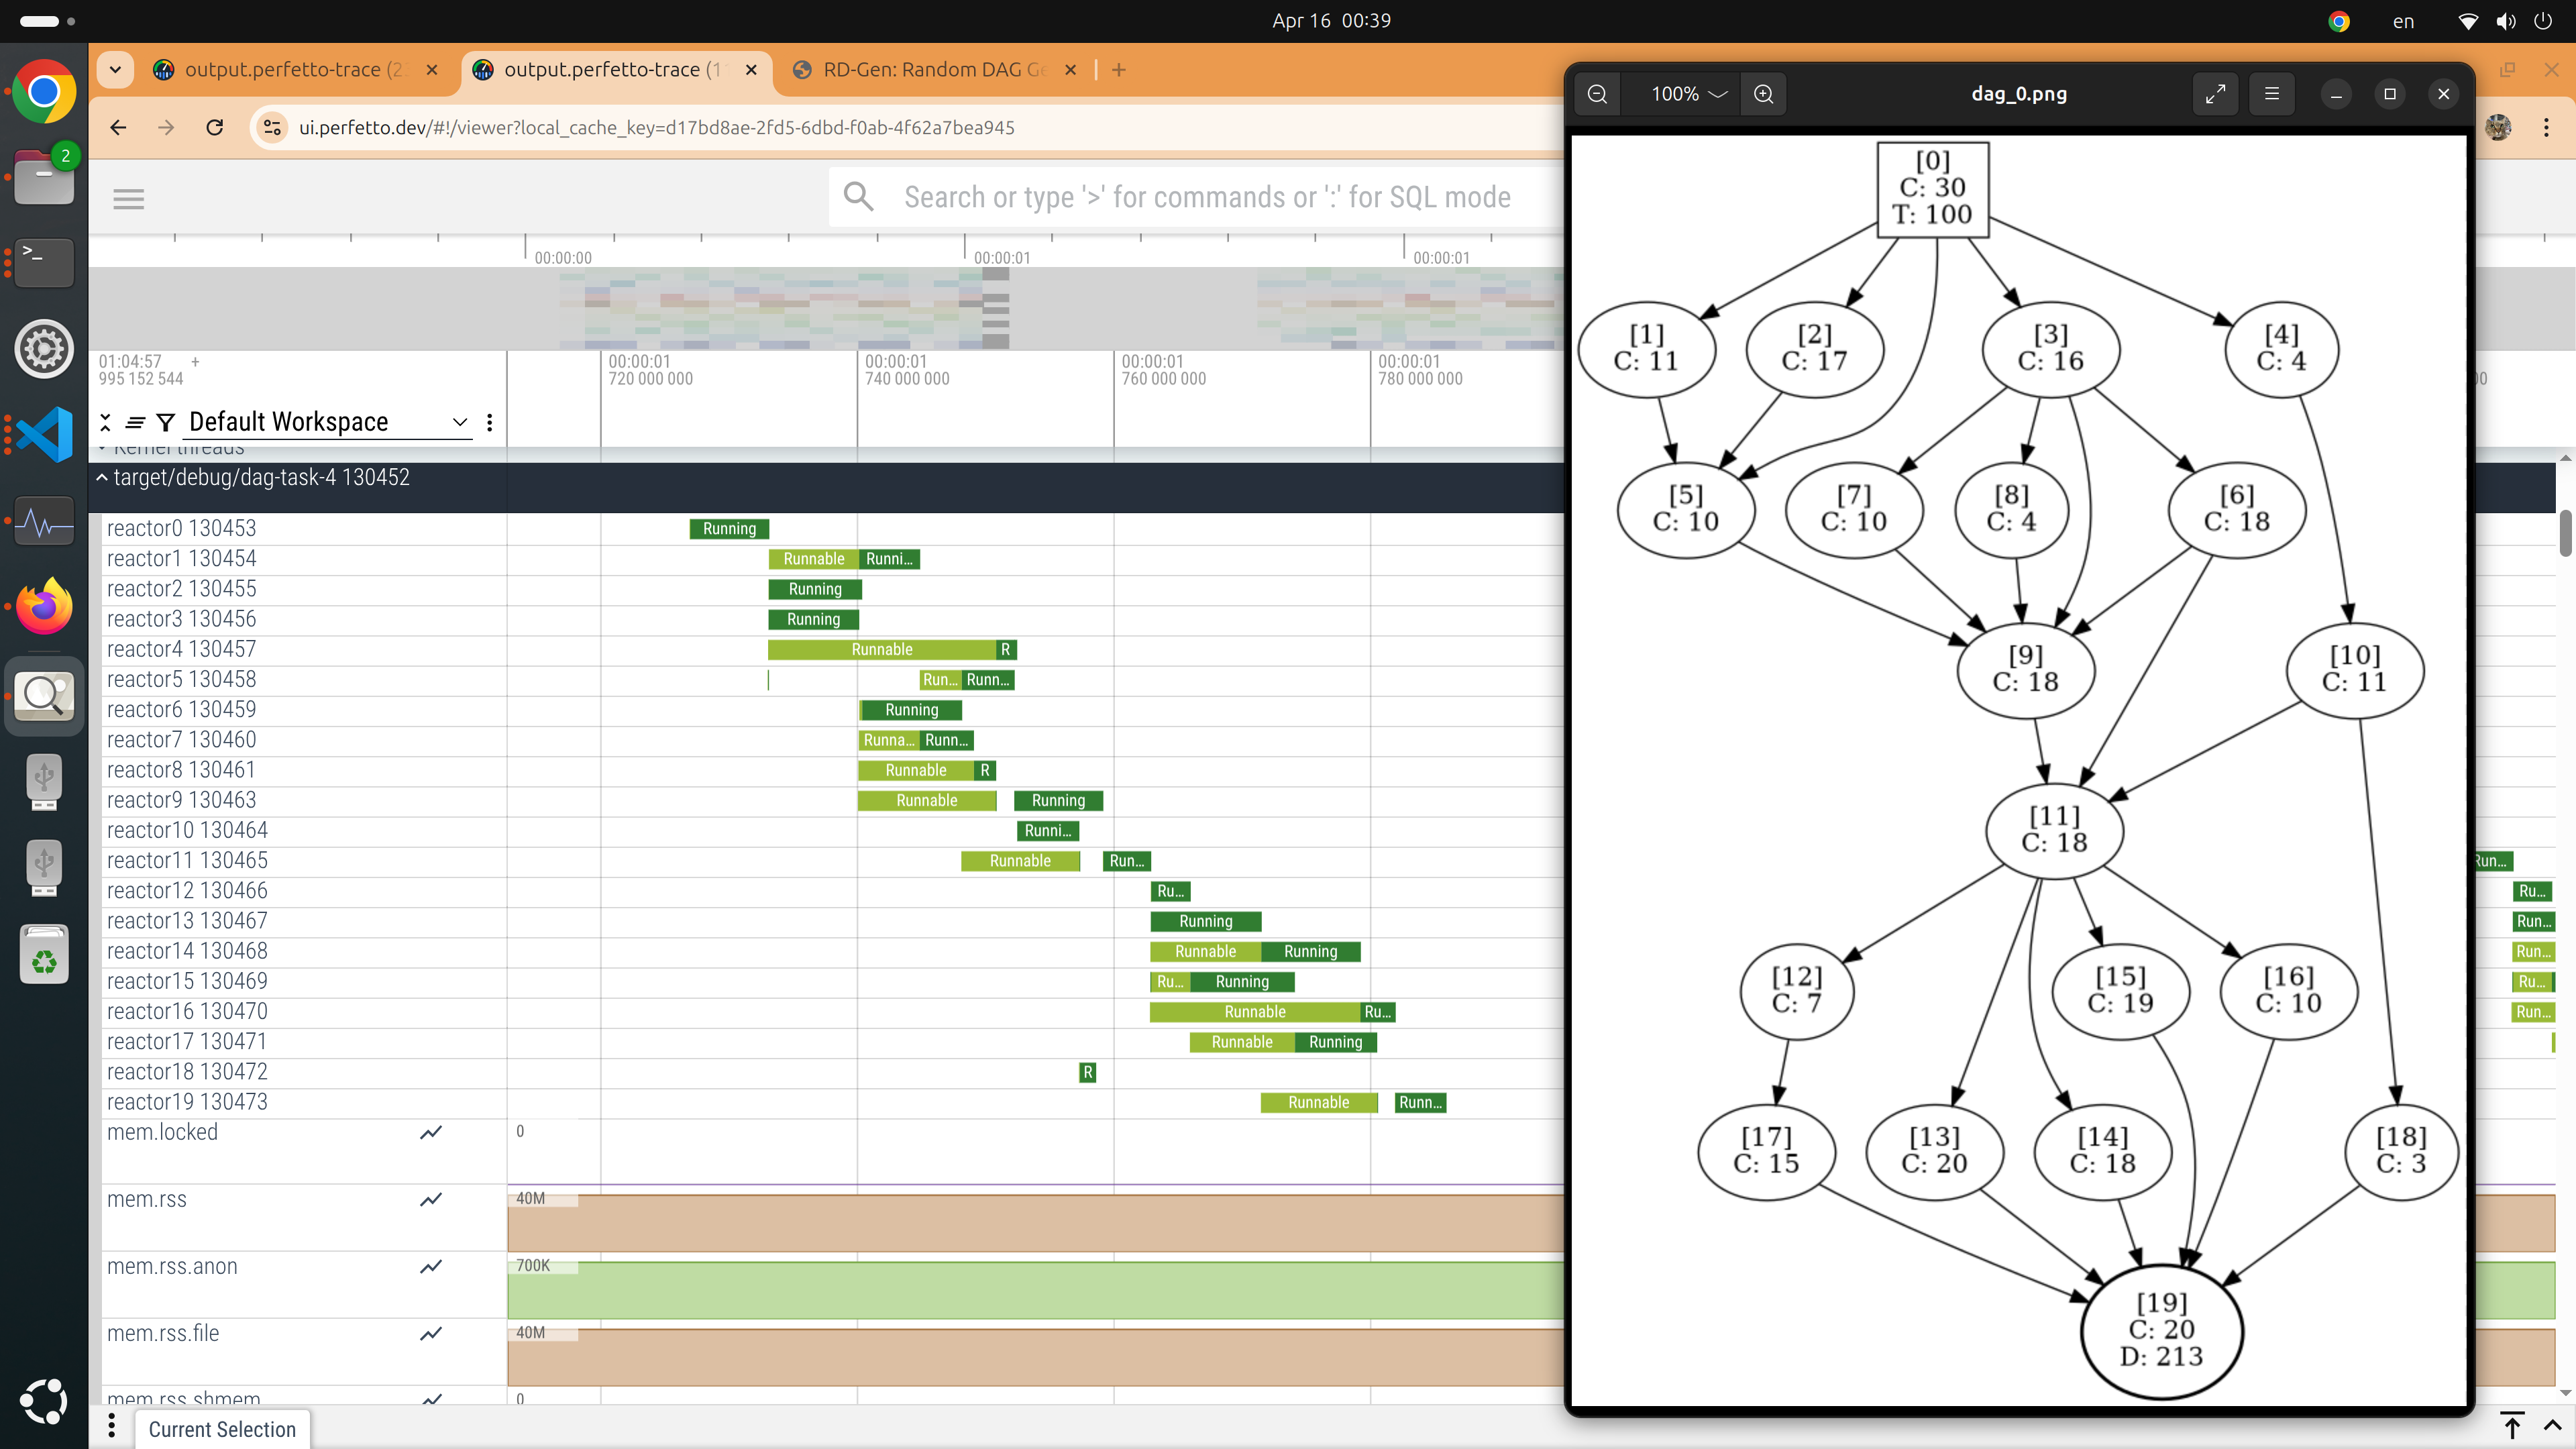 Apr 16 00:39
en
2
output.perfetto-trace (2
output.perfetto-trace (1
RD-Gen: Random DAG Ge
ui.perfetto.dev/#!/viewer?local_cache_key=d17bd8ae-2fd5-6dbd-f0ab-4f62a7bea945
Search or type '>' for commands or ':' for SQL mode
00:00:00
00:00:01
00:00:01
01:04:57 +
995 152 544
00:00:01
720 000 000
00:00:01
740 000 000
00:00:01
760 000 000
00:00:01
780 000 000
00
Default Workspace
Kernel threads
target/debug/dag-task-4 130452
reactor0 130453
Running
reactor1 130454
Runnable
Runni...
reactor2 130455
Running
reactor3 130456
Running
reactor4 130457
Runnable
R
reactor5 130458
Run...
Runn...
reactor6 130459
Running
reactor7 130460
Runna...
Runn...
reactor8 130461
Runnable
R
reactor9 130463
Runnable
Running
reactor10 130464
Runni...
reactor11 130465
Runnable
Run...
Run...
reactor12 130466
Ru...
Ru...
reactor13 130467
Running
Run...
reactor14 130468
Runnable
Running
Run...
reactor15 130469
Ru...
Running
Ru...
reactor16 130470
Runnable
Ru...
Run...
reactor17 130471
Runnable
Running
reactor18 130472
R
reactor19 130473
Runnable
Runn...
mem.locked
0
mem.rss
40M
mem.rss.anon
700K
mem.rss.file
40M
mem.rss.shmem
0
Current Selection
100%
dag_0.png
[0]
C: 30
T: 100
[1]
C: 11
[2]
C: 17
[3]
C: 16
[4]
C: 4
[5]
C: 10
[7]
C: 10
[8]
C: 4
[6]
C: 18
[9]
C: 18
[10]
C: 11
[11]
C: 18
[12]
C: 7
[15]
C: 19
[16]
C: 10
[17]
C: 15
[13]
C: 20
[14]
C: 18
[18]
C: 3
[19]
C: 20
D: 213